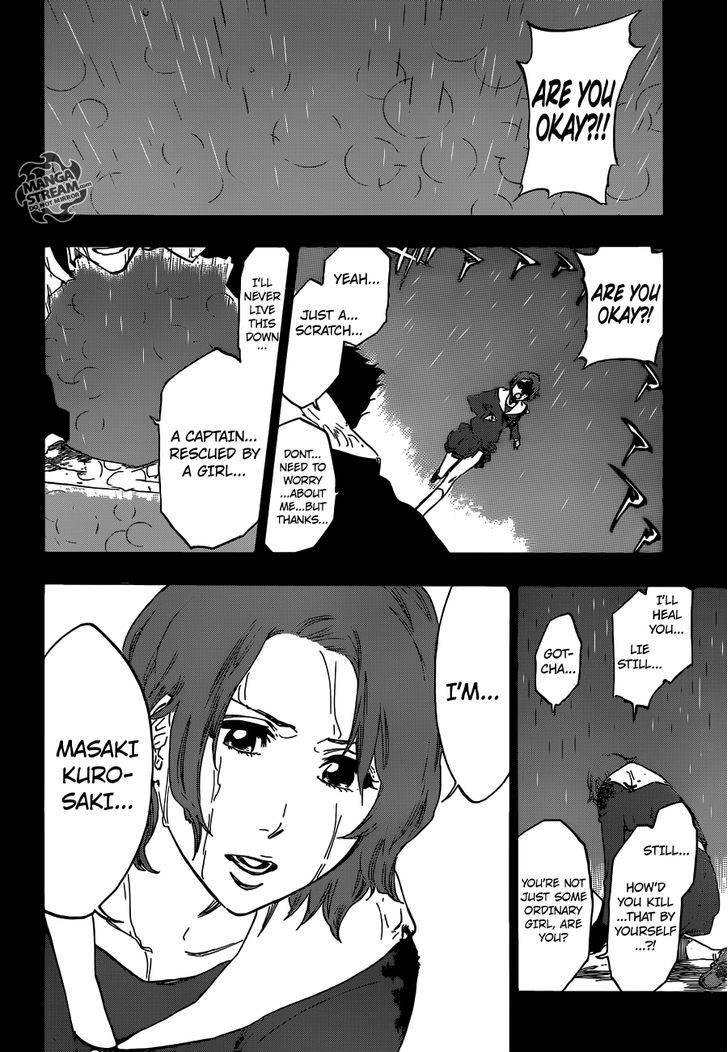 ARE YOU
OKAY?!!
MANGA
STREAM.com
DO NOT MIRROR
ARE YOU
OKAY?!
YEAH...
JUST A...
SCRATCH...
DONT...
NEED TO
WORRY
...ABOUT
ME...BUT
THANKS...
I'LL
NEVER
LIVE
THIS
DOWN
...
A CAPTAIN...
RESCUED BY
A GIRL...
I'LL
HEAL
YOU...
LIE
STILL...
GOT-
CHA...
STILL...
HOW'D
YOU KILL
...THAT BY
YOURSELF
...?!
YOU'RE NOT
JUST SOME
ORDINARY
GIRL, ARE
YOU?
I'M...
MASAKI
KURO-
SAKI...